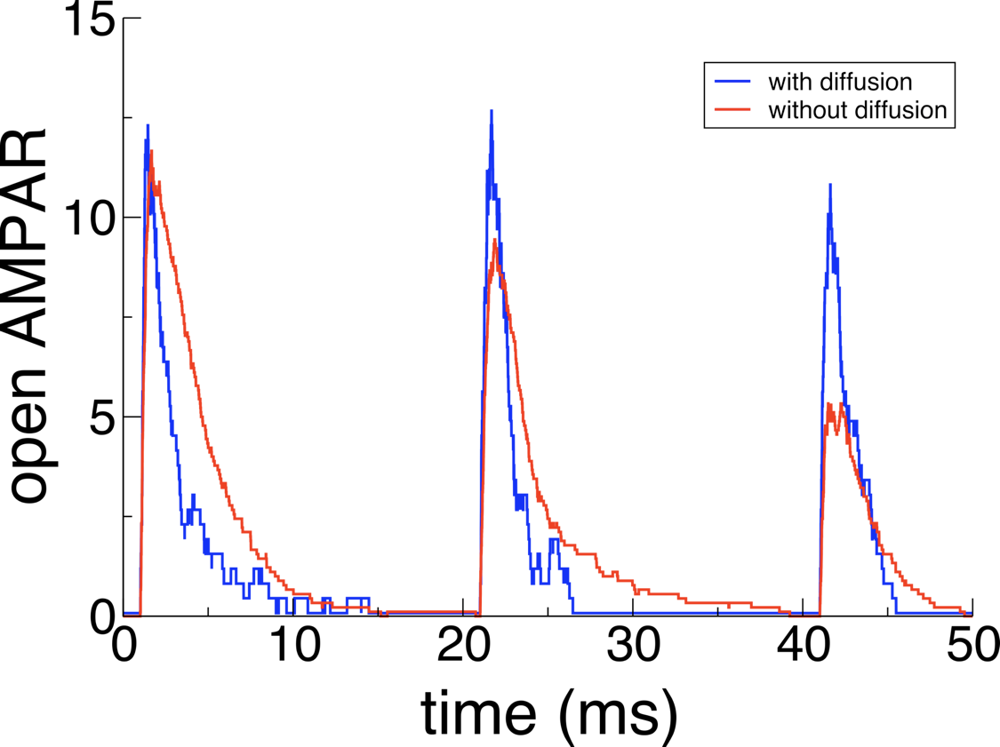 15
10
5
0
open AMPAR
with diffusion
without diffusion
0 10 20 30 40 50
time (ms)